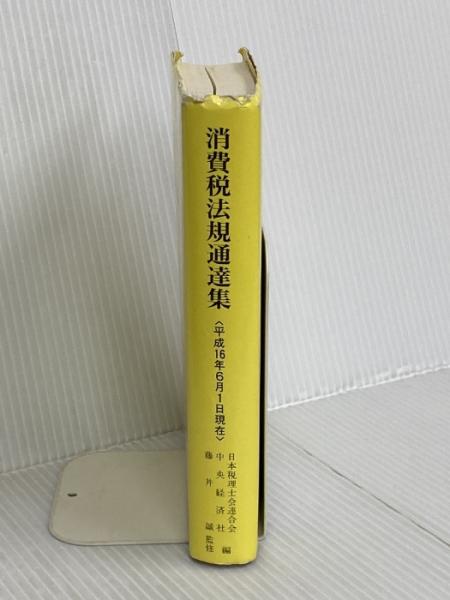 消費税法規通達集
〈平成16年6月1日現在〉
日本税理士会連合会
中央経済社 編
藤井 誠 監修